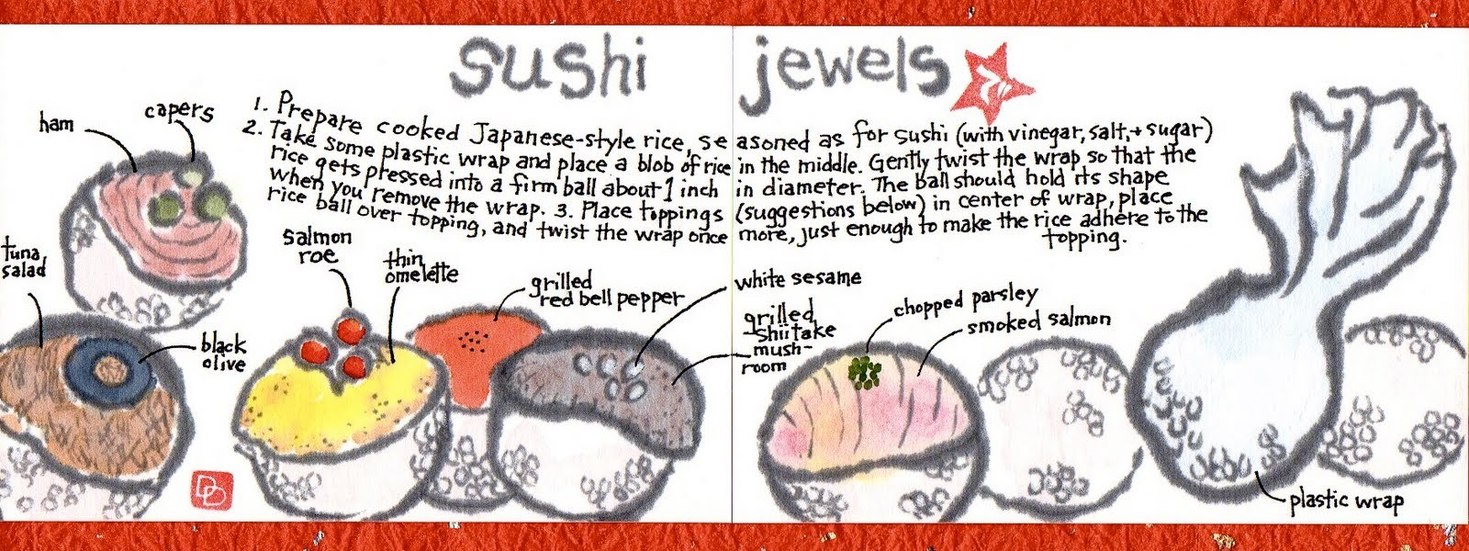 sushi jewels
1. Prepare cooked Japanese-style rice, seasoned as for sushi (with vinegar, salt, + sugar)
2. Take some plastic wrap and place a blob of rice in the middle. Gently twist the wrap so that the
rice gets pressed into a firm ball about 1 inch in diameter. The ball should hold its shape
when you remove the wrap. 3. Place toppings (suggestions below) in center of wrap, place
rice ball over topping, and twist the wrap once more, just enough to make the rice adhere to the
topping.
ham
capers
tuna
salad
black
olive
salmon
roe
thin
omelette
grilled
red bell pepper
white sesame
grilled
shiitake
mush-
room
chopped parsley
smoked salmon
plastic wrap
DD